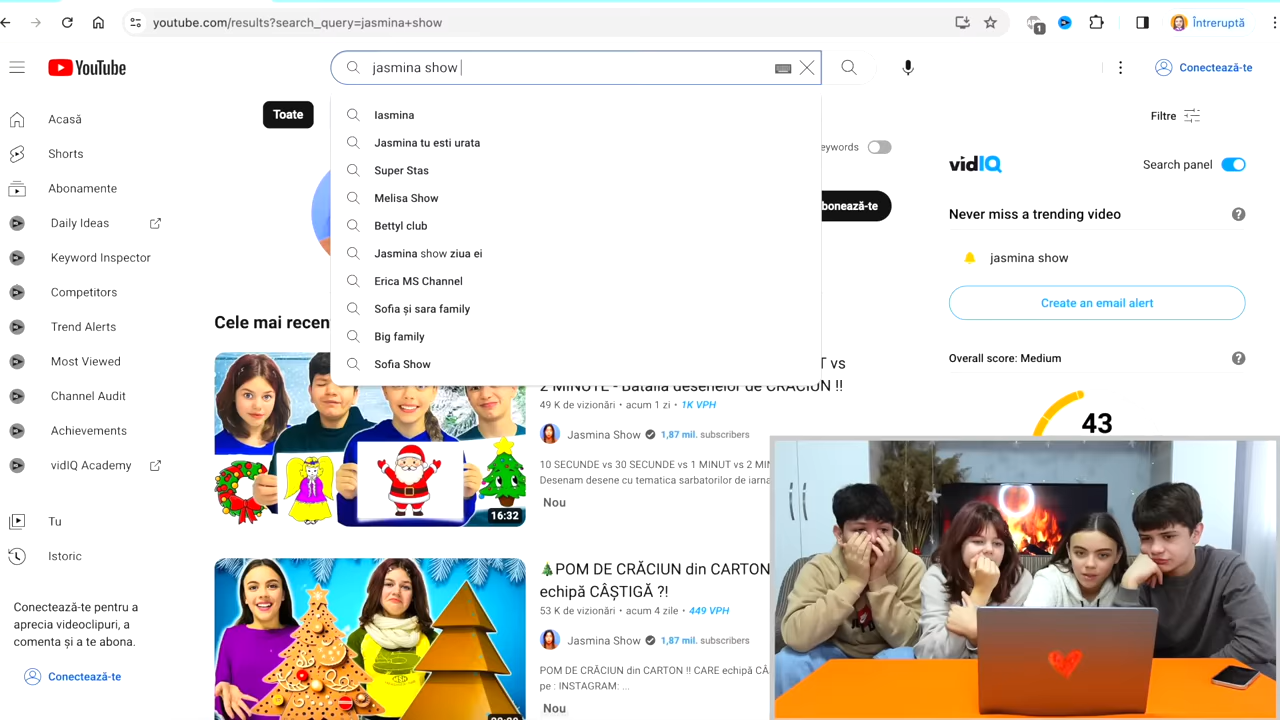 youtube.com/results?search_query=jasmina+show
1
Întreruptă
YouTube
jasmina show
Conectează-te
Acasă
Shorts
Abonamente
Daily Ideas
Keyword Inspector
Competitors
Trend Alerts
Most Viewed
Channel Audit
Achievements
vidIQ Academy
Tu
Istoric
Conectează-te pentru a
aprecia videoclipuri, a
comenta și a te abona.
Conectează-te
Toate
Iasmina
Jasmina tu esti urata
Super Stas
Melisa Show
Bettyl club
Jasmina show ziua ei
Erica MS Channel
Sofia și sara family
Big family
Sofia Show
Filtre
eywords
bonează-te
Cele mai recen
T vs
2 MINUTE - Bătălia desenelor de CRĂCIUN !!
49 K de vizionări • acum 1 zi • 1K VPH
Jasmina Show 1,87 mil. subscribers
10 SECUNDE vs 30 SECUNDE vs 1 MINUT vs 2 MIN
Desenam desene cu tematica sarbatorilor de iarna
Nou
16:32
🎄POM DE CRĂCIUN din CARTON
echipă CÂȘTIGĂ ?!
53 K de vizionări • acum 4 zile • 449 VPH
Jasmina Show 1,87 mil. subscribers
POM DE CRĂCIUN din CARTON !! CARE echipă CÂ
pe : INSTAGRAM: ...
Nou
vidIQ
Search panel
Never miss a trending video
jasmina show
Create an email alert
Overall score: Medium
43